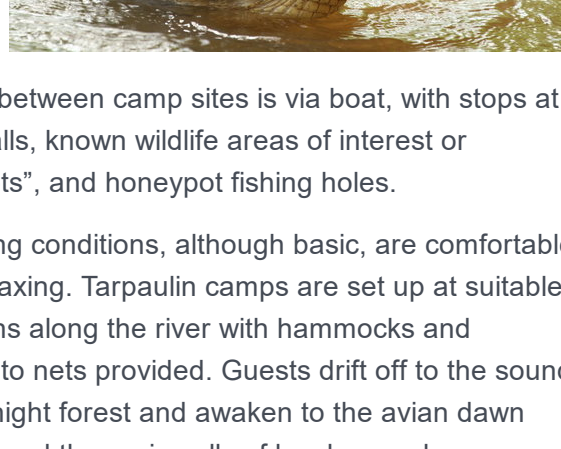 between camp sites is via boat, with stops at
lls, known wildlife areas of interest or
ts”, and honeypot fishing holes.
ng conditions, although basic, are comfortable
axing. Tarpaulin camps are set up at suitable
ns along the river with hammocks and
to nets provided. Guests drift off to the soun
night forest and awaken to the avian dawn